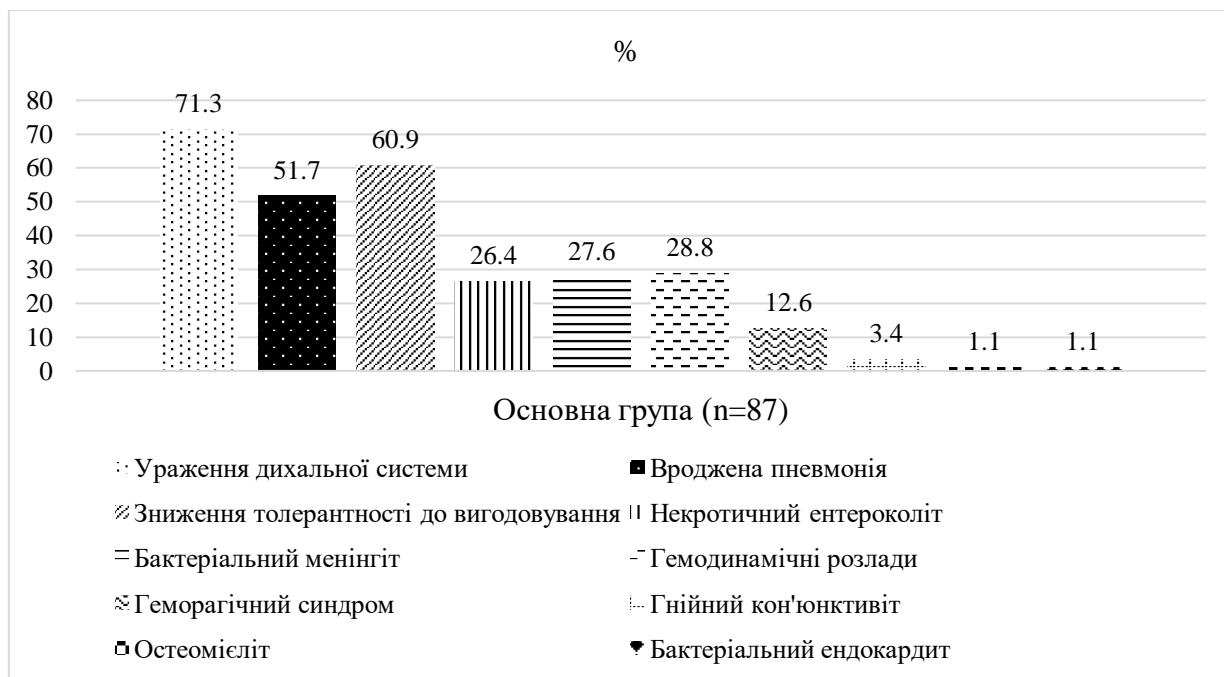 %
80
70
60
50
40
30
20
10
0
71.3
51.7
60.9
26.4
27.6
28.8
12.6
3.4
1.1
1.1
Основна група (n=87)
Ураження дихальної системи
Вроджена пневмонія
Зниження толерантності до вигодовування
Некротичний ентероколіт
Бактеріальний менінгіт
Гемодинамічні розлади
Геморагічний синдром
Гнійний кон'юнктивіт
Остеомієліт
Бактеріальний ендокардит